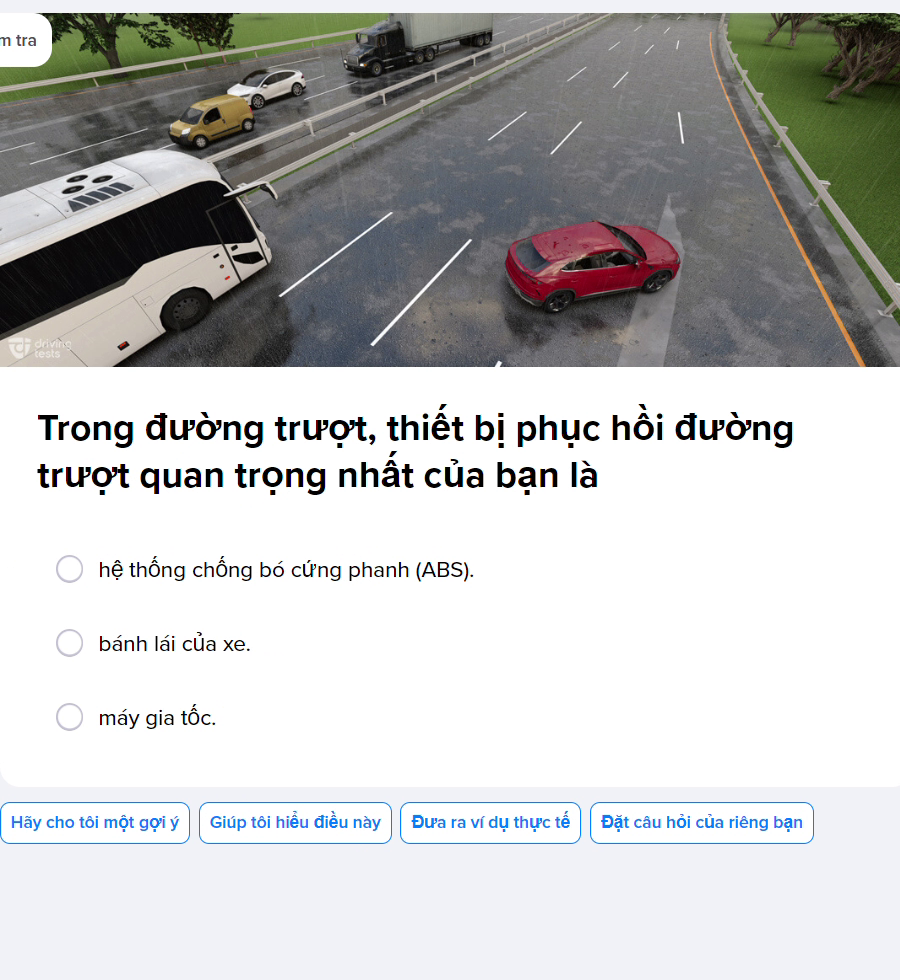 m tra
driving
tests
Trong đường trượt, thiết bị phục hồi đường
trượt quan trọng nhất của bạn là
hệ thống chống bó cứng phanh (ABS).
bánh lái của xe.
máy gia tốc.
Hãy cho tôi một gợi ý
Giúp tôi hiểu điều này
Đưa ra ví dụ thực tế
Đặt câu hỏi của riêng bạn